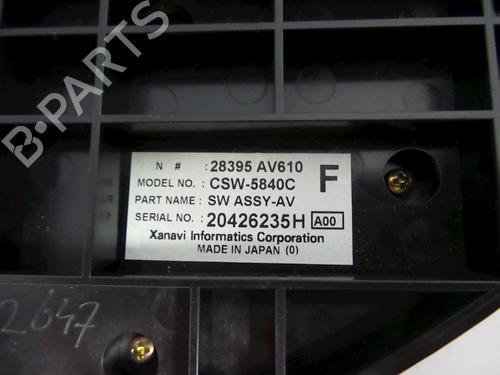 B-PARTS
N #: 28395 AV610
MODEL NO.: CSW-5840C
F
PART NAME: SW ASSY-AV
SERIAL NO.: 20426235H A00
Xanavi Informatics Corporation
MADE IN JAPAN (0)
2647